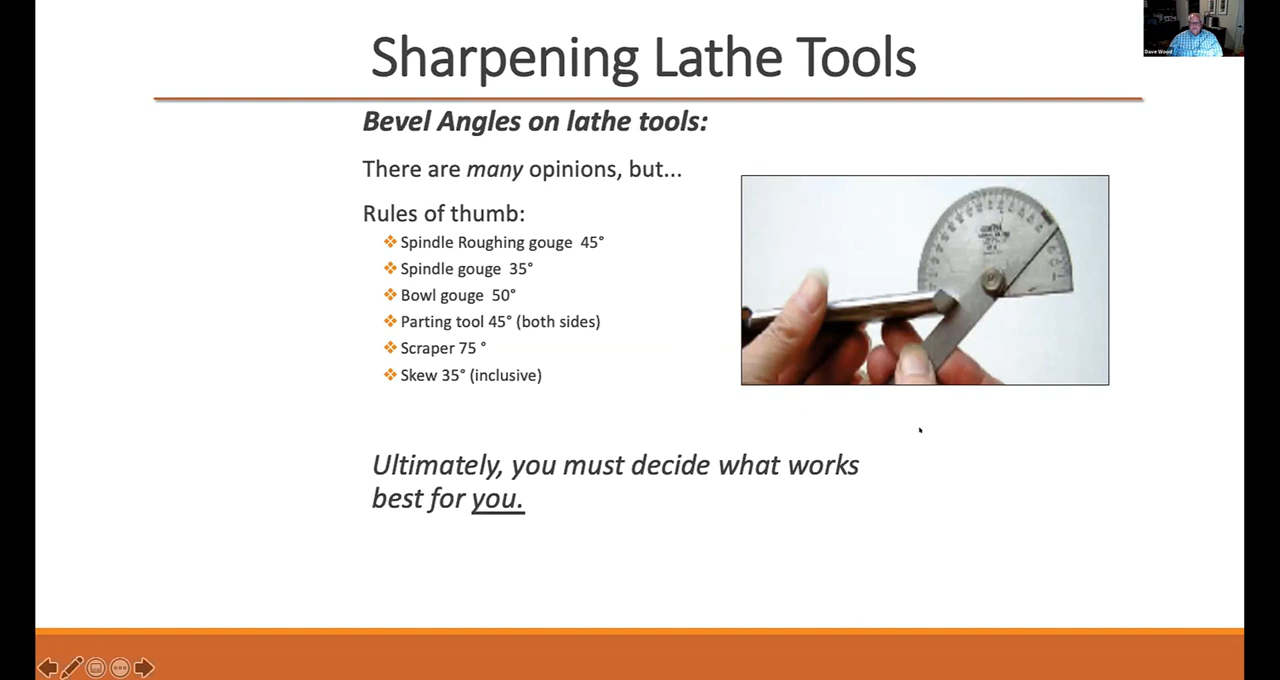 Sharpening Lathe Tools
Dave Wood
Bevel Angles on lathe tools:
There are many opinions, but...
Rules of thumb:
Spindle Roughing gouge 45°
Spindle gouge 35°
Bowl gouge 50°
Parting tool 45° (both sides)
Scraper 75 °
Skew 35° (inclusive)
Ultimately, you must decide what works
best for you.